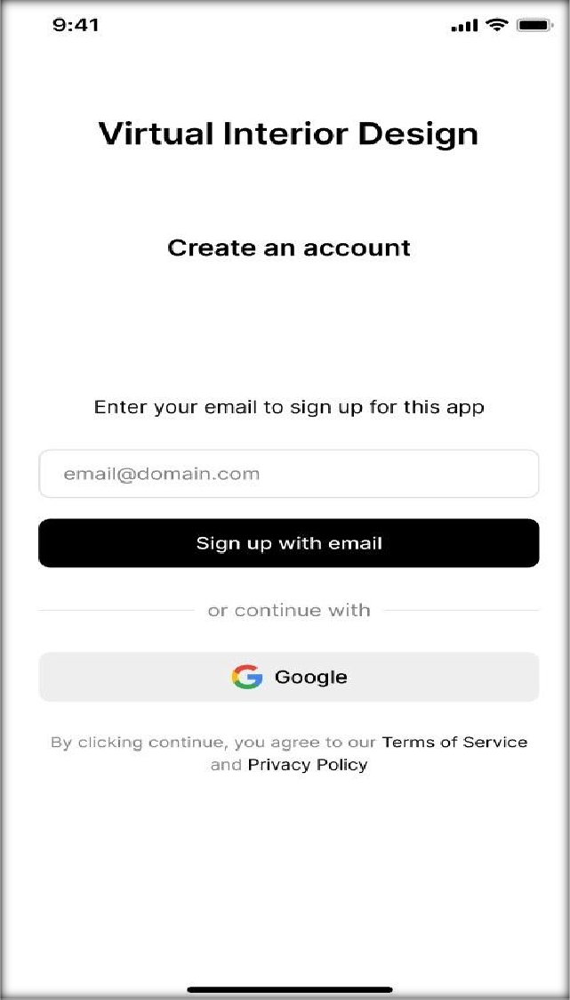 9:41
Virtual Interior Design
Create an account
Enter your email to sign up for this app
email@domain.com
Sign up with email
or continue with
Google
By clicking continue, you agree to our Terms of Service
and Privacy Policy